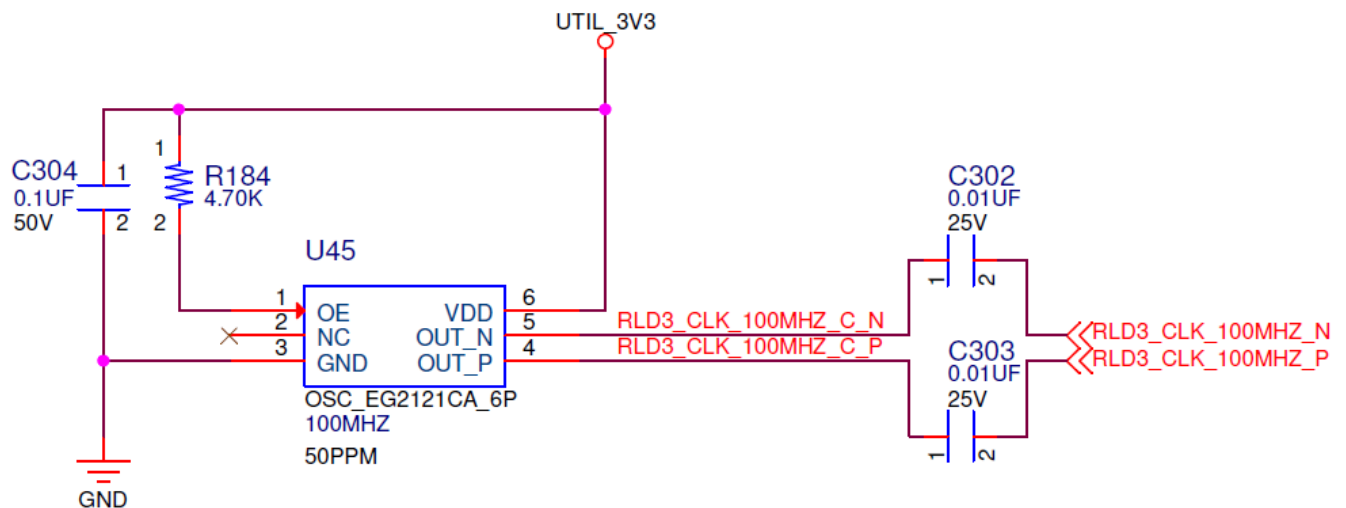 UTIL_3V3
C304
0.1UF
50V
1
2
1
2
R184
4.70K
U45
1
2
3
OE
NC
GND
VDD
OUT_N
OUT_P
6
5
4
OSC_EG2121CA_6P
100MHZ
50PPM
GND
RLD3_CLK_100MHZ_C_N
RLD3_CLK_100MHZ_C_P
C302
0.01UF
25V
1
2
C303
0.01UF
25V
1
2
RLD3_CLK_100MHZ_N
RLD3_CLK_100MHZ_P